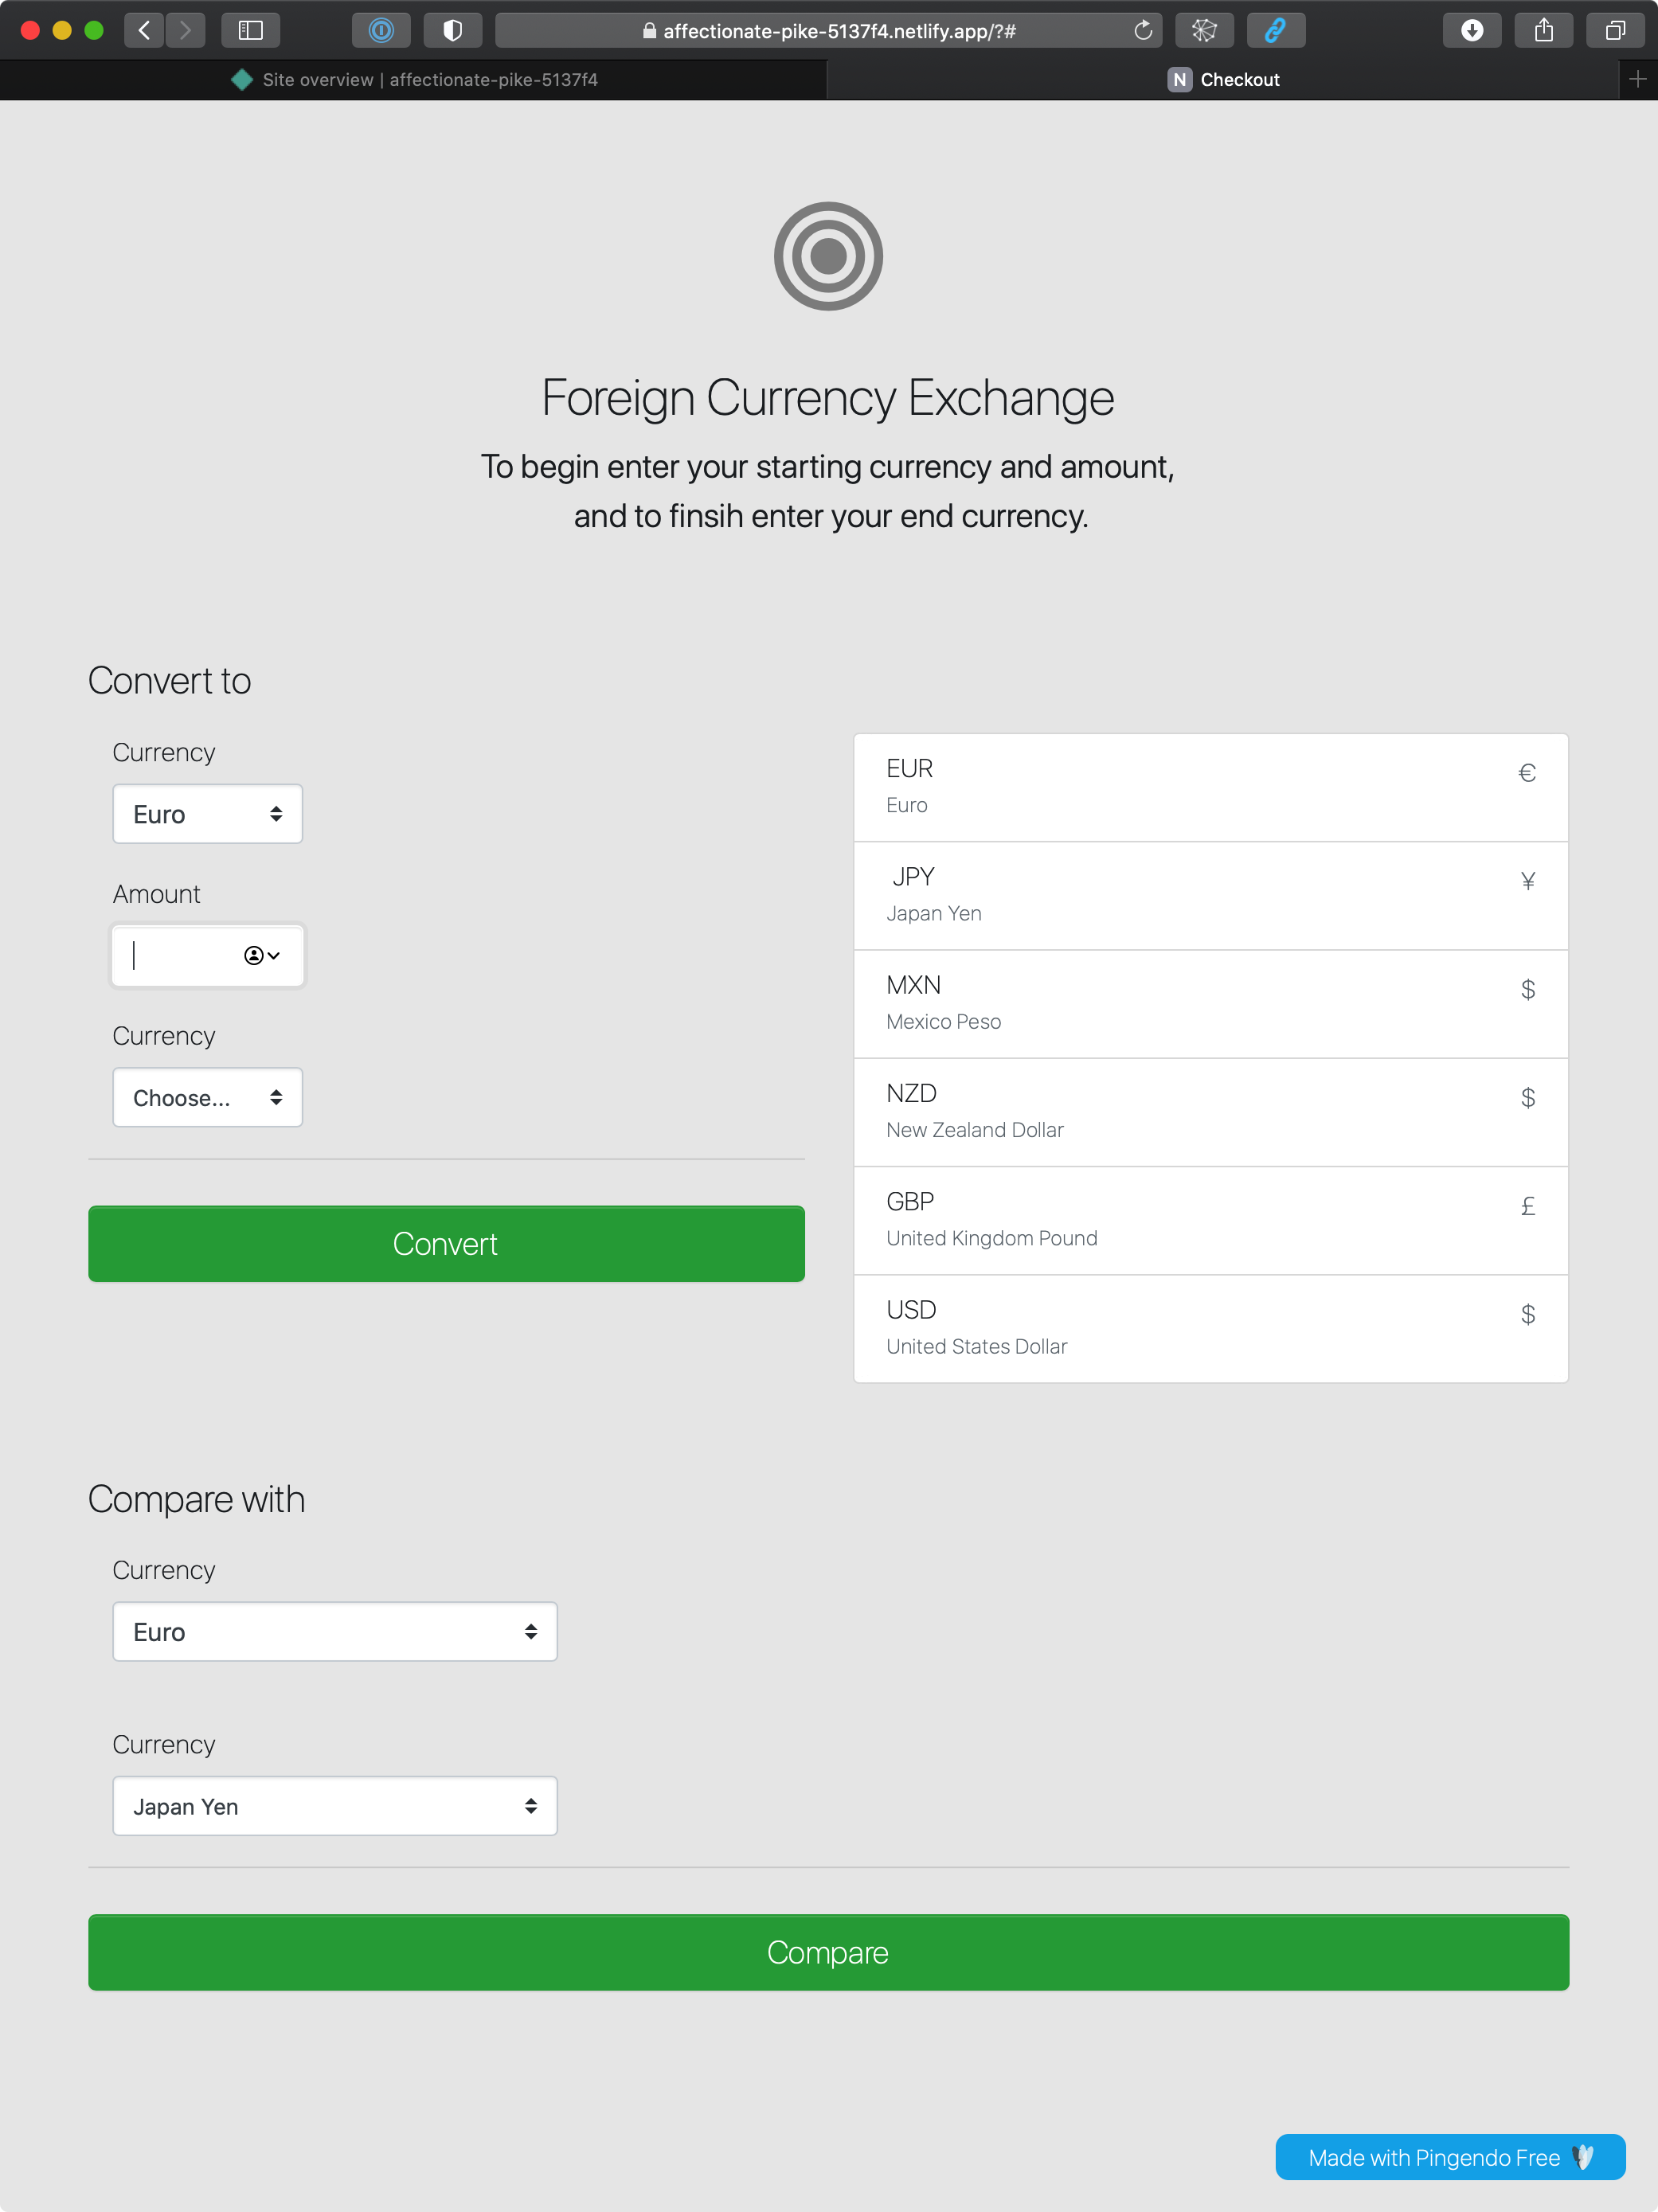 affectionate-pike-5137f4.netlify.app/?#
Site overview | affectionate-pike-5137f4
N Checkout
Foreign Currency Exchange
To begin enter your starting currency and amount,
and to finsih enter your end currency.
Convert to
Currency
Euro
Amount
Currency
Choose...
Convert
EUR €
Euro
JPY ¥
Japan Yen
MXN $
Mexico Peso
NZD $
New Zealand Dollar
GBP £
United Kingdom Pound
USD $
United States Dollar
Compare with
Currency
Euro
Currency
Japan Yen
Compare
Made with Pingendo Free